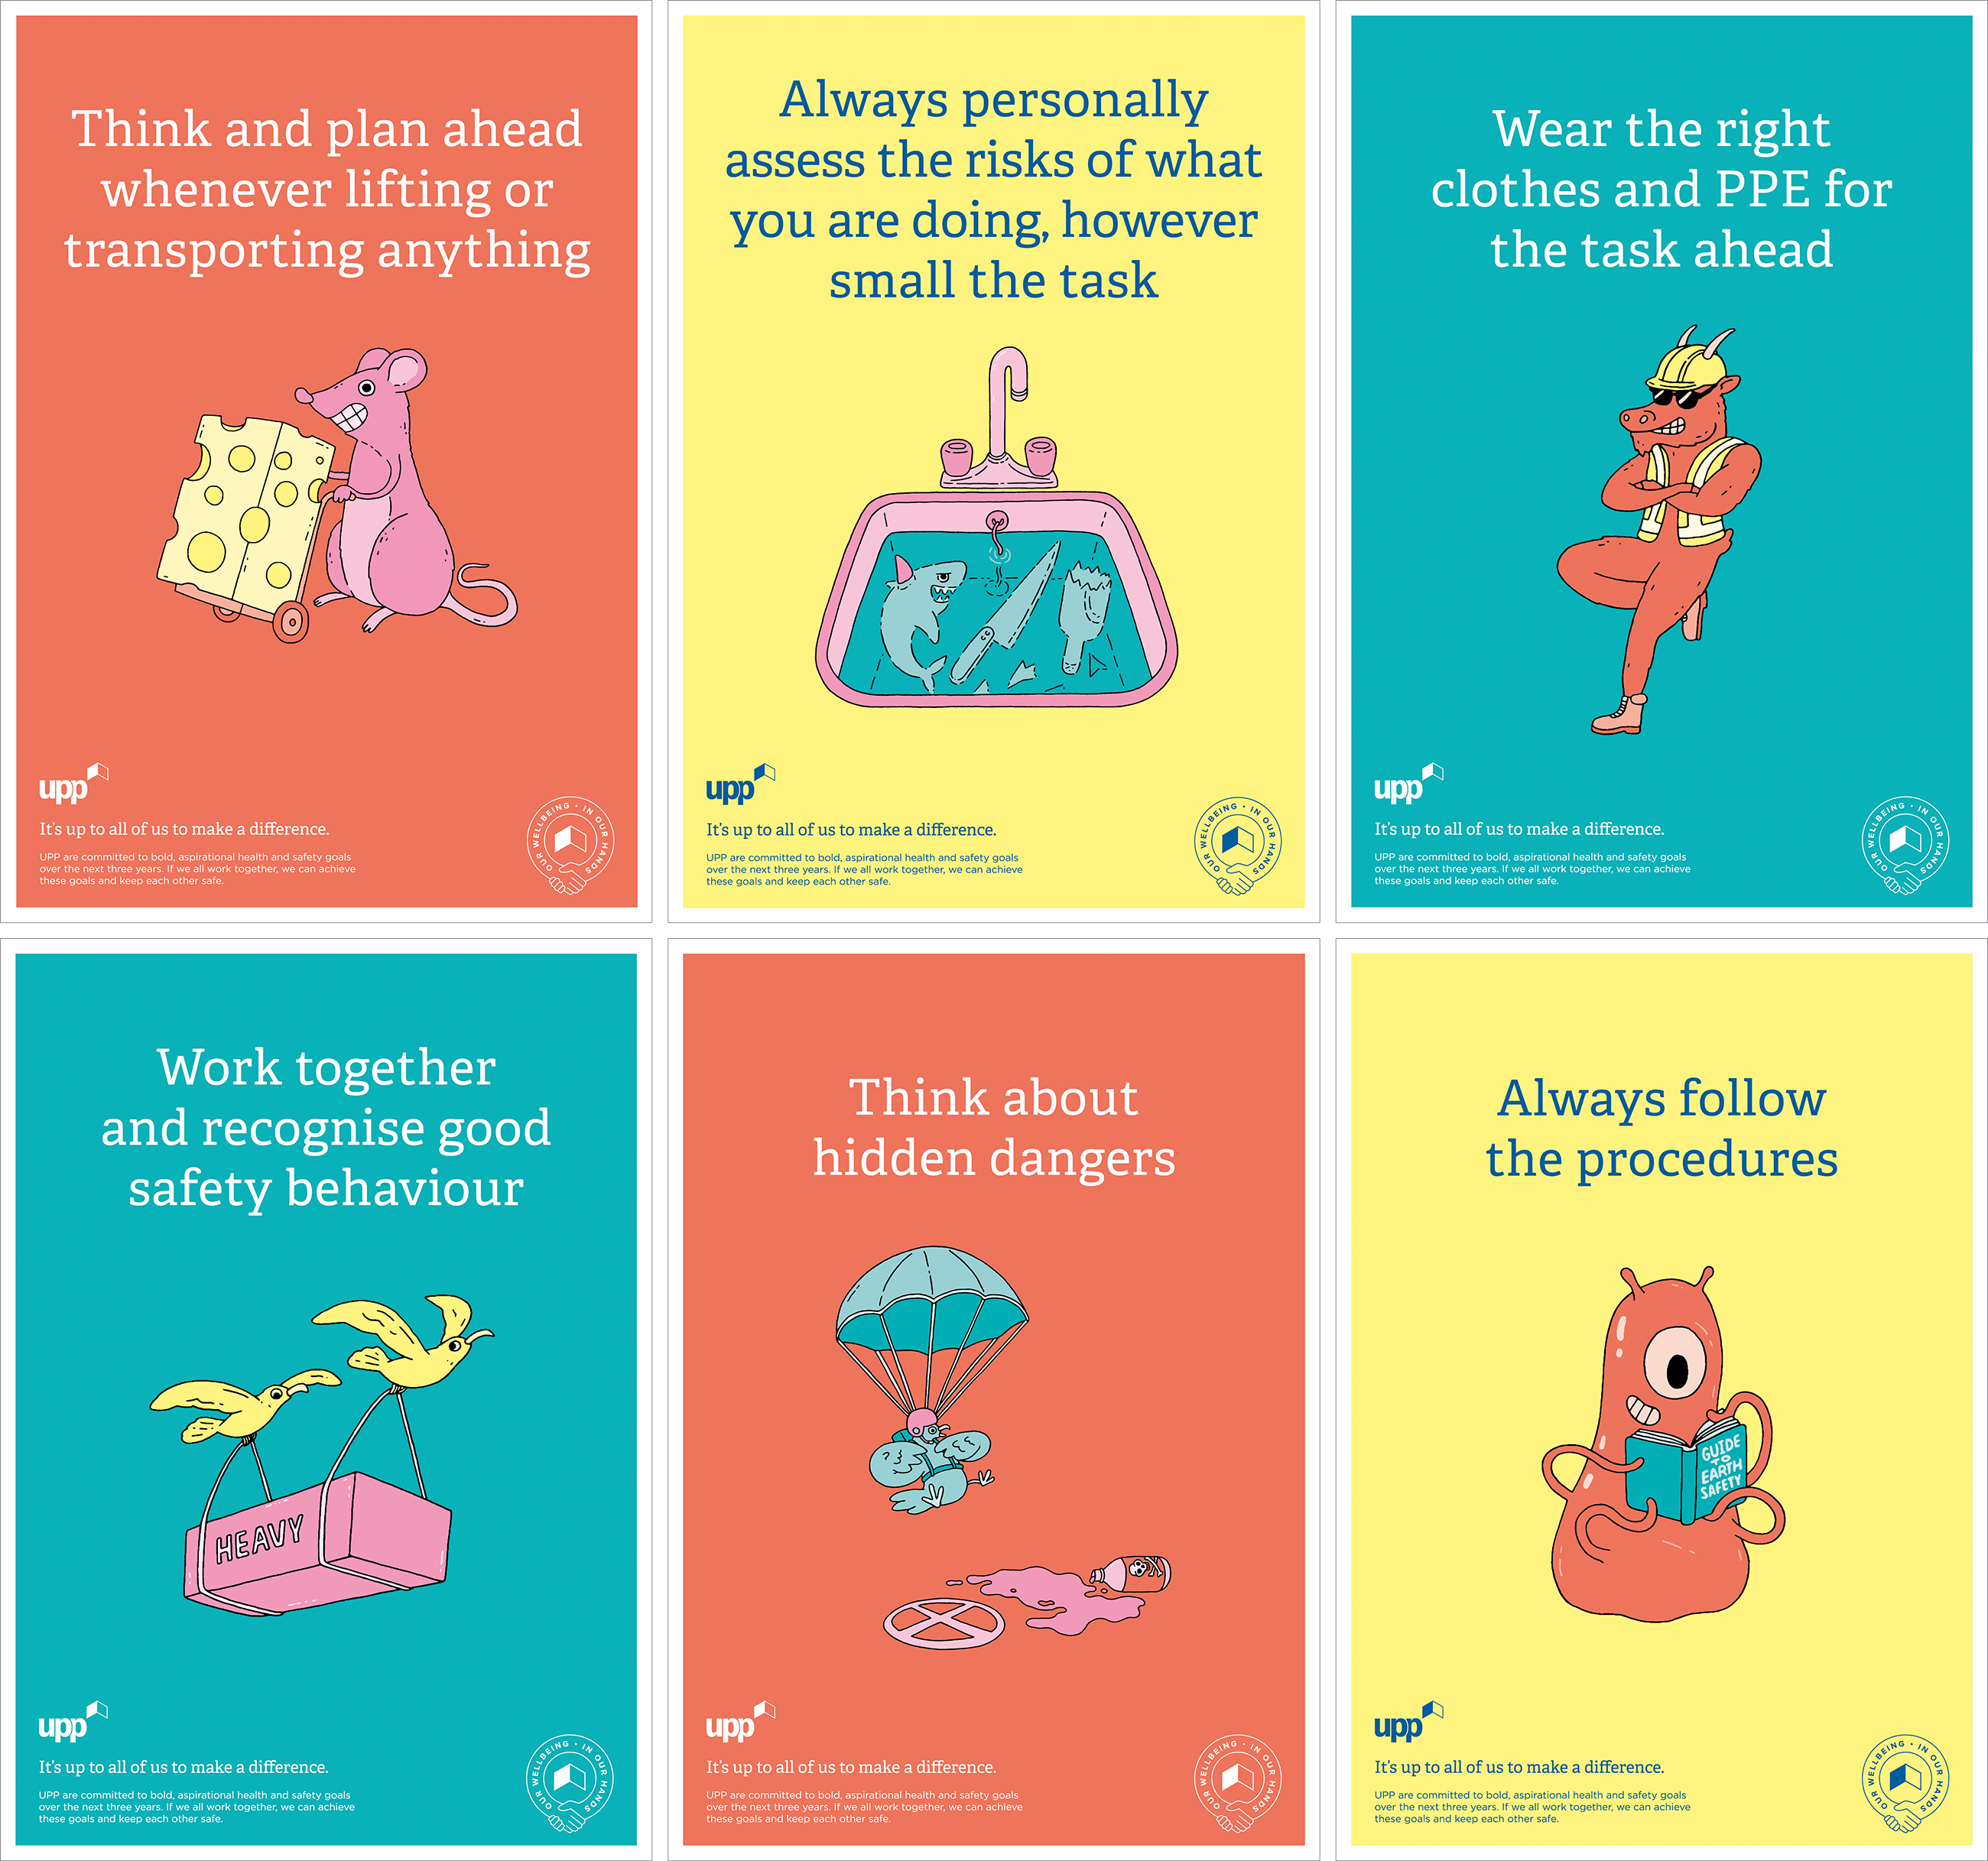 Think and plan ahead
whenever lifting or
transporting anything
upp
It's up to all of us to make a difference.
UPP are committed to bold, aspirational health and safety goals
over the next three years. If we all work together, we can achieve
these goals and keep each other safe.
OUR WELLBEING • IN OUR HANDS
Always personally
assess the risks of what
you are doing, however
small the task
upp
It's up to all of us to make a difference.
UPP are committed to bold, aspirational health and safety goals
over the next three years. If we all work together, we can achieve
these goals and keep each other safe.
OUR WELLBEING • IN OUR HANDS
Wear the right
clothes and PPE for
the task ahead
upp
It's up to all of us to make a difference.
UPP are committed to bold, aspirational health and safety goals
over the next three years. If we all work together, we can achieve
these goals and keep each other safe.
OUR WELLBEING • IN OUR HANDS
Work together
and recognise good
safety behaviour
HEAVY
upp
It's up to all of us to make a difference.
UPP are committed to bold, aspirational health and safety goals
over the next three years. If we all work together, we can achieve
these goals and keep each other safe.
OUR WELLBEING • IN OUR HANDS
Think about
hidden dangers
upp
It's up to all of us to make a difference.
UPP are committed to bold, aspirational health and safety goals
over the next three years. If we all work together, we can achieve
these goals and keep each other safe.
OUR WELLBEING • IN OUR HANDS
Always follow
the procedures
GUIDE
TO
EARTH
SAFETY
upp
It's up to all of us to make a difference.
UPP are committed to bold, aspirational health and safety goals
over the next three years. If we all work together, we can achieve
these goals and keep each other safe.
OUR WELLBEING • IN OUR HANDS